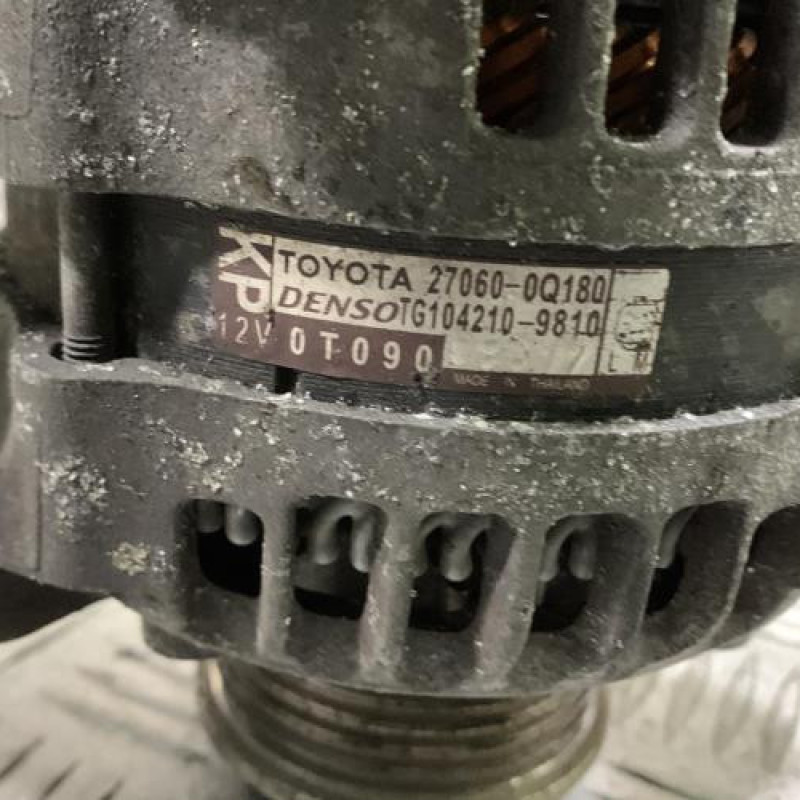 KP
TOYOTA 27060-0Q180
DENSO TG104210-9810
12V 0T090
L M
MADE IN THAILAND